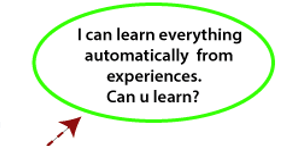 I can learn everything
automatically from
experiences.
Can u learn?